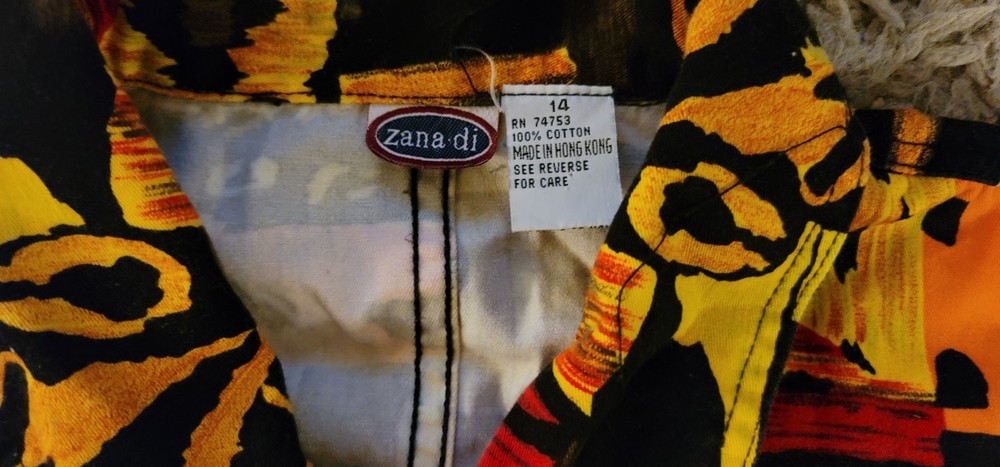 zana·di
14
RN 74753
100% COTTON
MADE IN HONG KONG
SEE REVERSE
FOR CARE